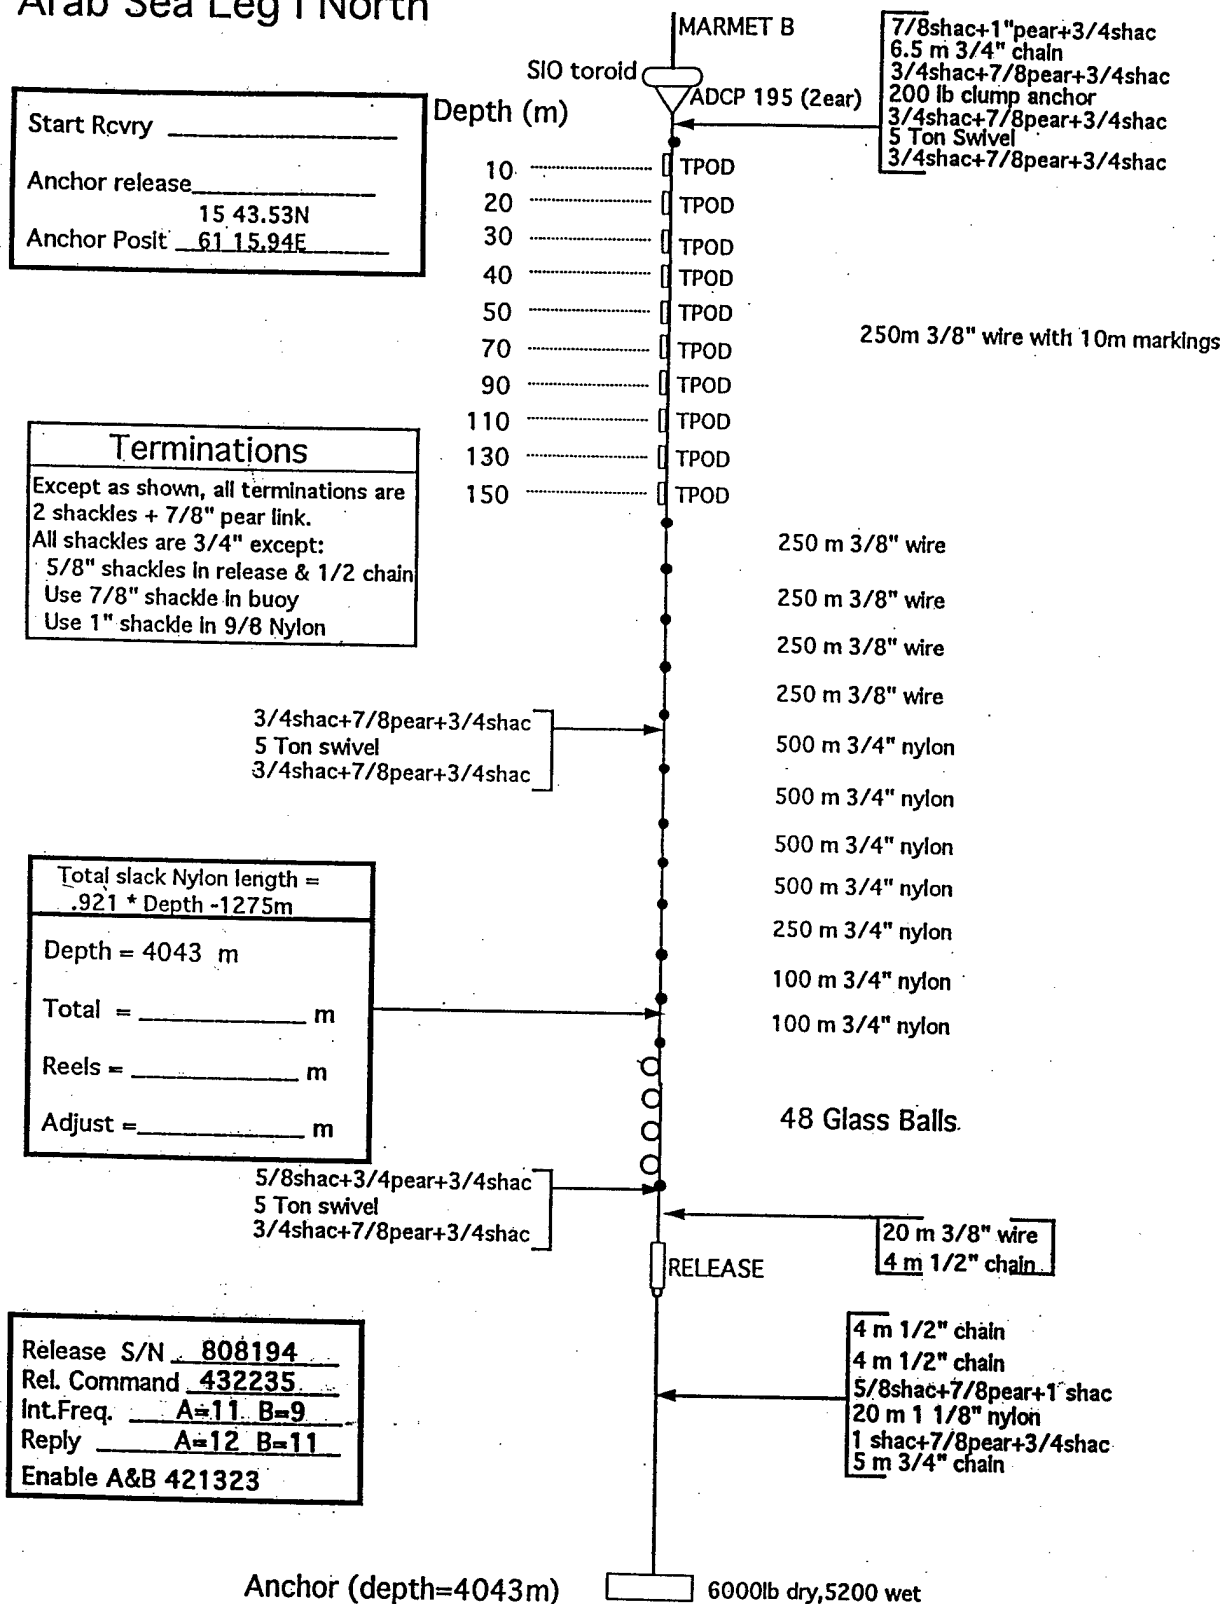 Arab Sea Leg I North
MARMET B
SIO toroid
ADCP 195 (2ear)
7/8shac+1"pear+3/4shac
6.5 m 3/4" chain
3/4shac+7/8pear+3/4shac
200 lb clump anchor
3/4shac+7/8pear+3/4shac
5 Ton Swivel
3/4shac+7/8pear+3/4shac
Start Rcvry
Anchor release
15 43.53N
Anchor Posit 61 15.94E
Depth (m)
10 TPOD
20 TPOD
30 TPOD
40 TPOD
50 TPOD
70 TPOD
90 TPOD
110 TPOD
130 TPOD
150 TPOD
250m 3/8" wire with 10m markings
Terminations
Except as shown, all terminations are
2 shackles + 7/8" pear link.
All shackles are 3/4" except:
5/8" shackles in release & 1/2 chain
Use 7/8" shackle in buoy
Use 1" shackle in 9/8 Nylon
250 m 3/8" wire
250 m 3/8" wire
250 m 3/8" wire
250 m 3/8" wire
3/4shac+7/8pear+3/4shac
5 Ton swivel
3/4shac+7/8pear+3/4shac
500 m 3/4" nylon
500 m 3/4" nylon
500 m 3/4" nylon
500 m 3/4" nylon
250 m 3/4" nylon
100 m 3/4" nylon
100 m 3/4" nylon
Total slack Nylon length =
.921 * Depth -1275m
Depth = 4043 m
Total = m
Reels = m
Adjust = m
48 Glass Balls
5/8shac+3/4pear+3/4shac
5 Ton swivel
3/4shac+7/8pear+3/4shac
20 m 3/8" wire
4 m 1/2" chain
RELEASE
4 m 1/2" chain
4 m 1/2" chain
5/8shac+7/8pear+1 shac
20 m 1 1/8" nylon
1 shac+7/8pear+3/4shac
5 m 3/4" chain
Release S/N 808194
Rel. Command 432235
Int.Freq. A=11 B=9
Reply A=12 B=11
Enable A&B 421323
Anchor (depth=4043m)
6000lb dry,5200 wet